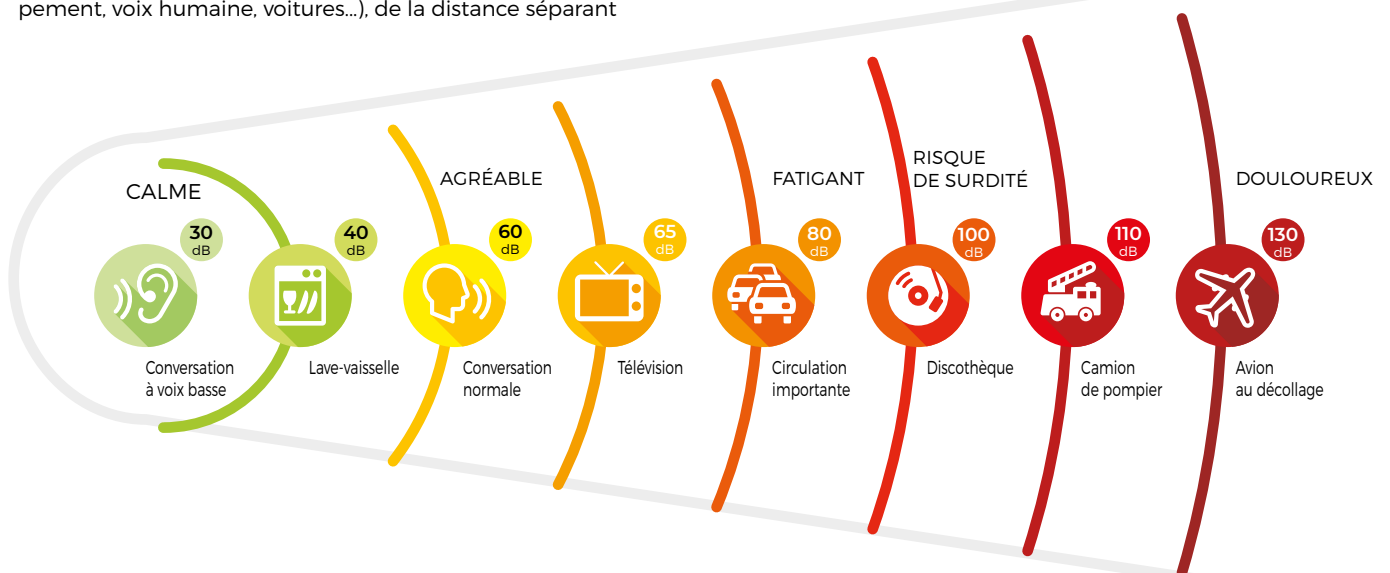 pement, voix humaine, voitures...), de la distance séparant
CALME
AGRÉABLE
FATIGANT
RISQUE
DE SURDITÉ
DOULOUREUX
30
dB
40
dB
60
dB
65
dB
80
dB
100
dB
110
dB
130
dB
Conversation
à voix basse
Lave-vaisselle
Conversation
normale
Télévision
Circulation
importante
Discothèque
Camion
de pompier
Avion
au décollage